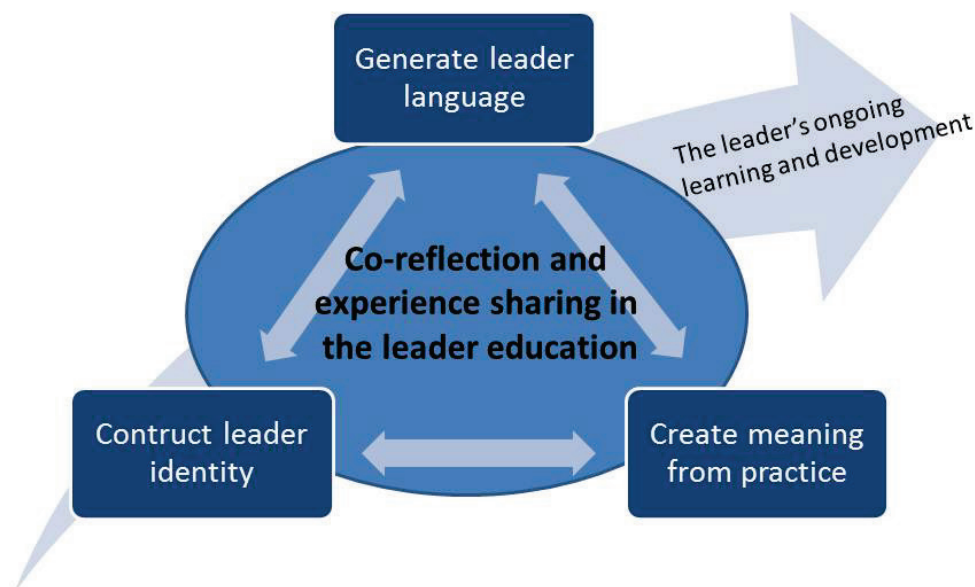 Generate leader
language
The leader's ongoing
learning and development
Co-reflection and
experience sharing in
the leader education
Contruct leader
identity
Create meaning
from practice